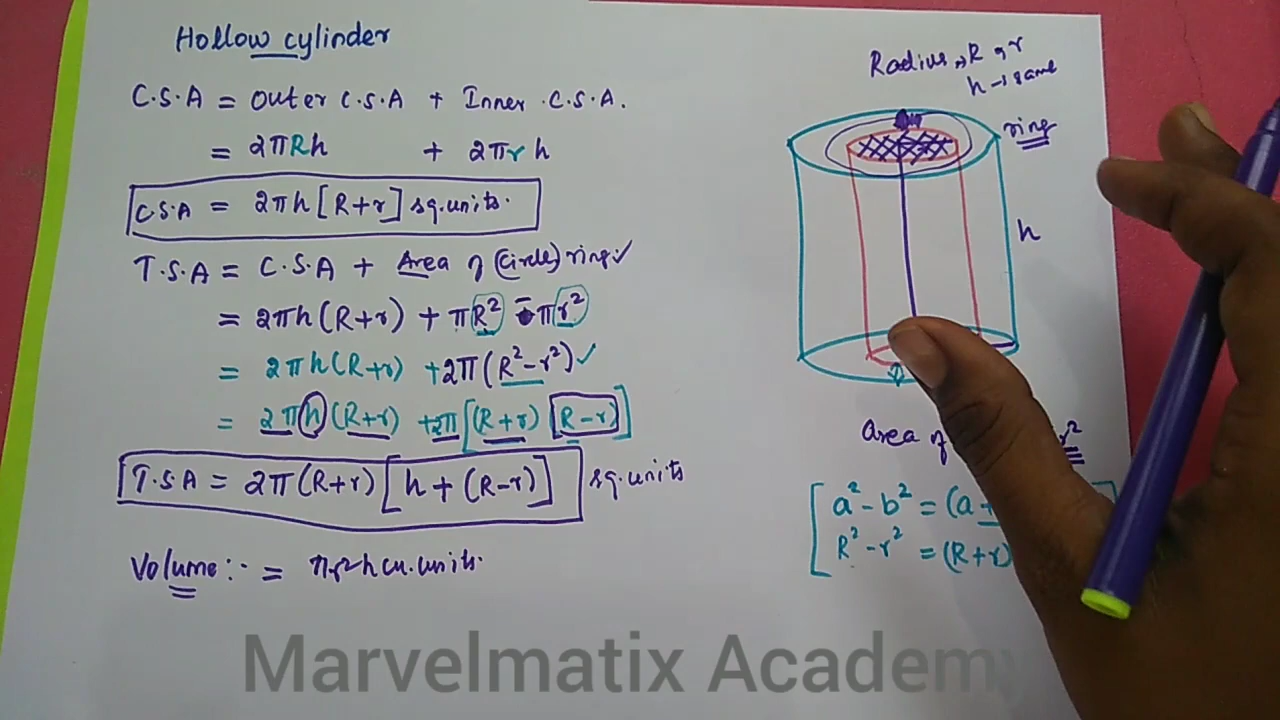 Hollow cylinder
C.S.A = Outer C.S.A + Inner C.S.A.
= 2πRh + 2πrh
C.S.A = 2πh[R+r] sq.units.
T.S.A = C.S.A + Area of (circle) ring ✓
= 2πh(R+r) + πR² - πr²
= 2πh(R+r) + 2π(R²-r²) ✓
= 2πh(R+r) + 2π[(R+r)(R-r)]
T.S.A = 2π(R+r)[h+(R-r)] sq.units
Volume:- = πr²h cu.units.
Radius → R, r
h → same
ring
h
Area of r²
[a²-b² = (a+
R²-r² = (R+r)
Marvelmatix Academy